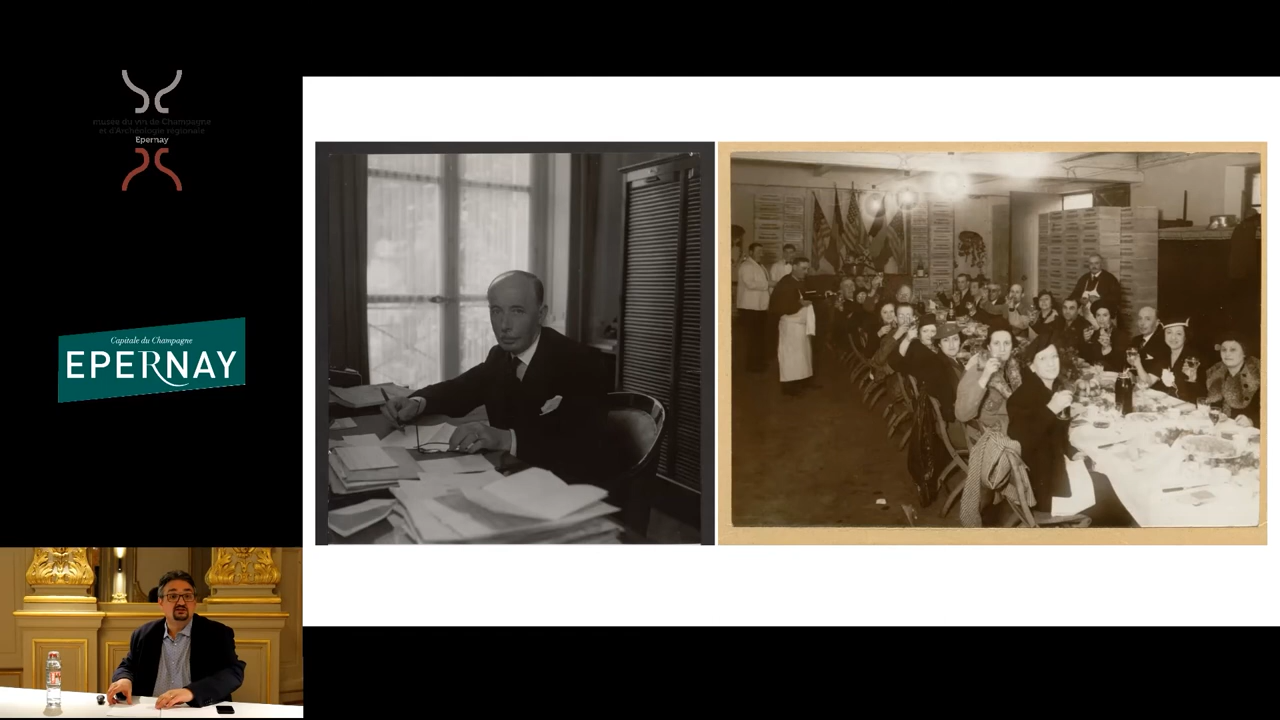 musée du vin de Champagne
et d'Archéologie régionale
Epernay
Capitale du Champagne
EPERNAY